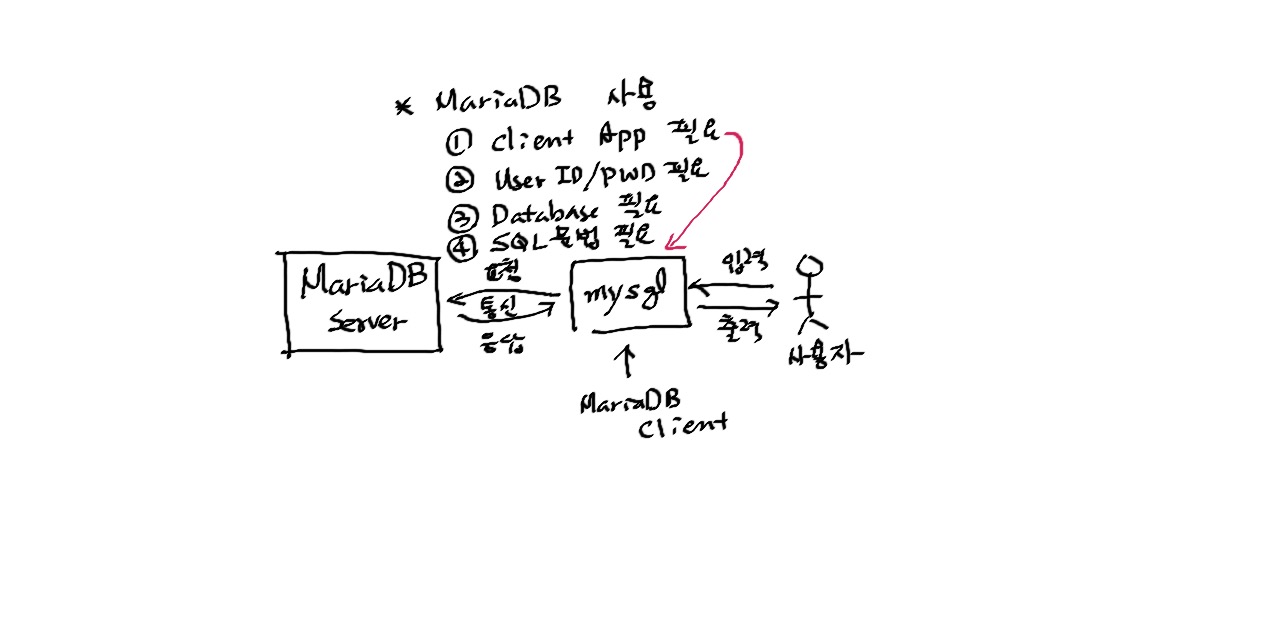 * MariaDB 사용
① Client App 필요
② User ID/PWD 필요
③ Database 필요
④ SQL 문법 필요
MariaDB
Server
요청
통신
응답
mysql
입력
출력
사용자
MariaDB
Client